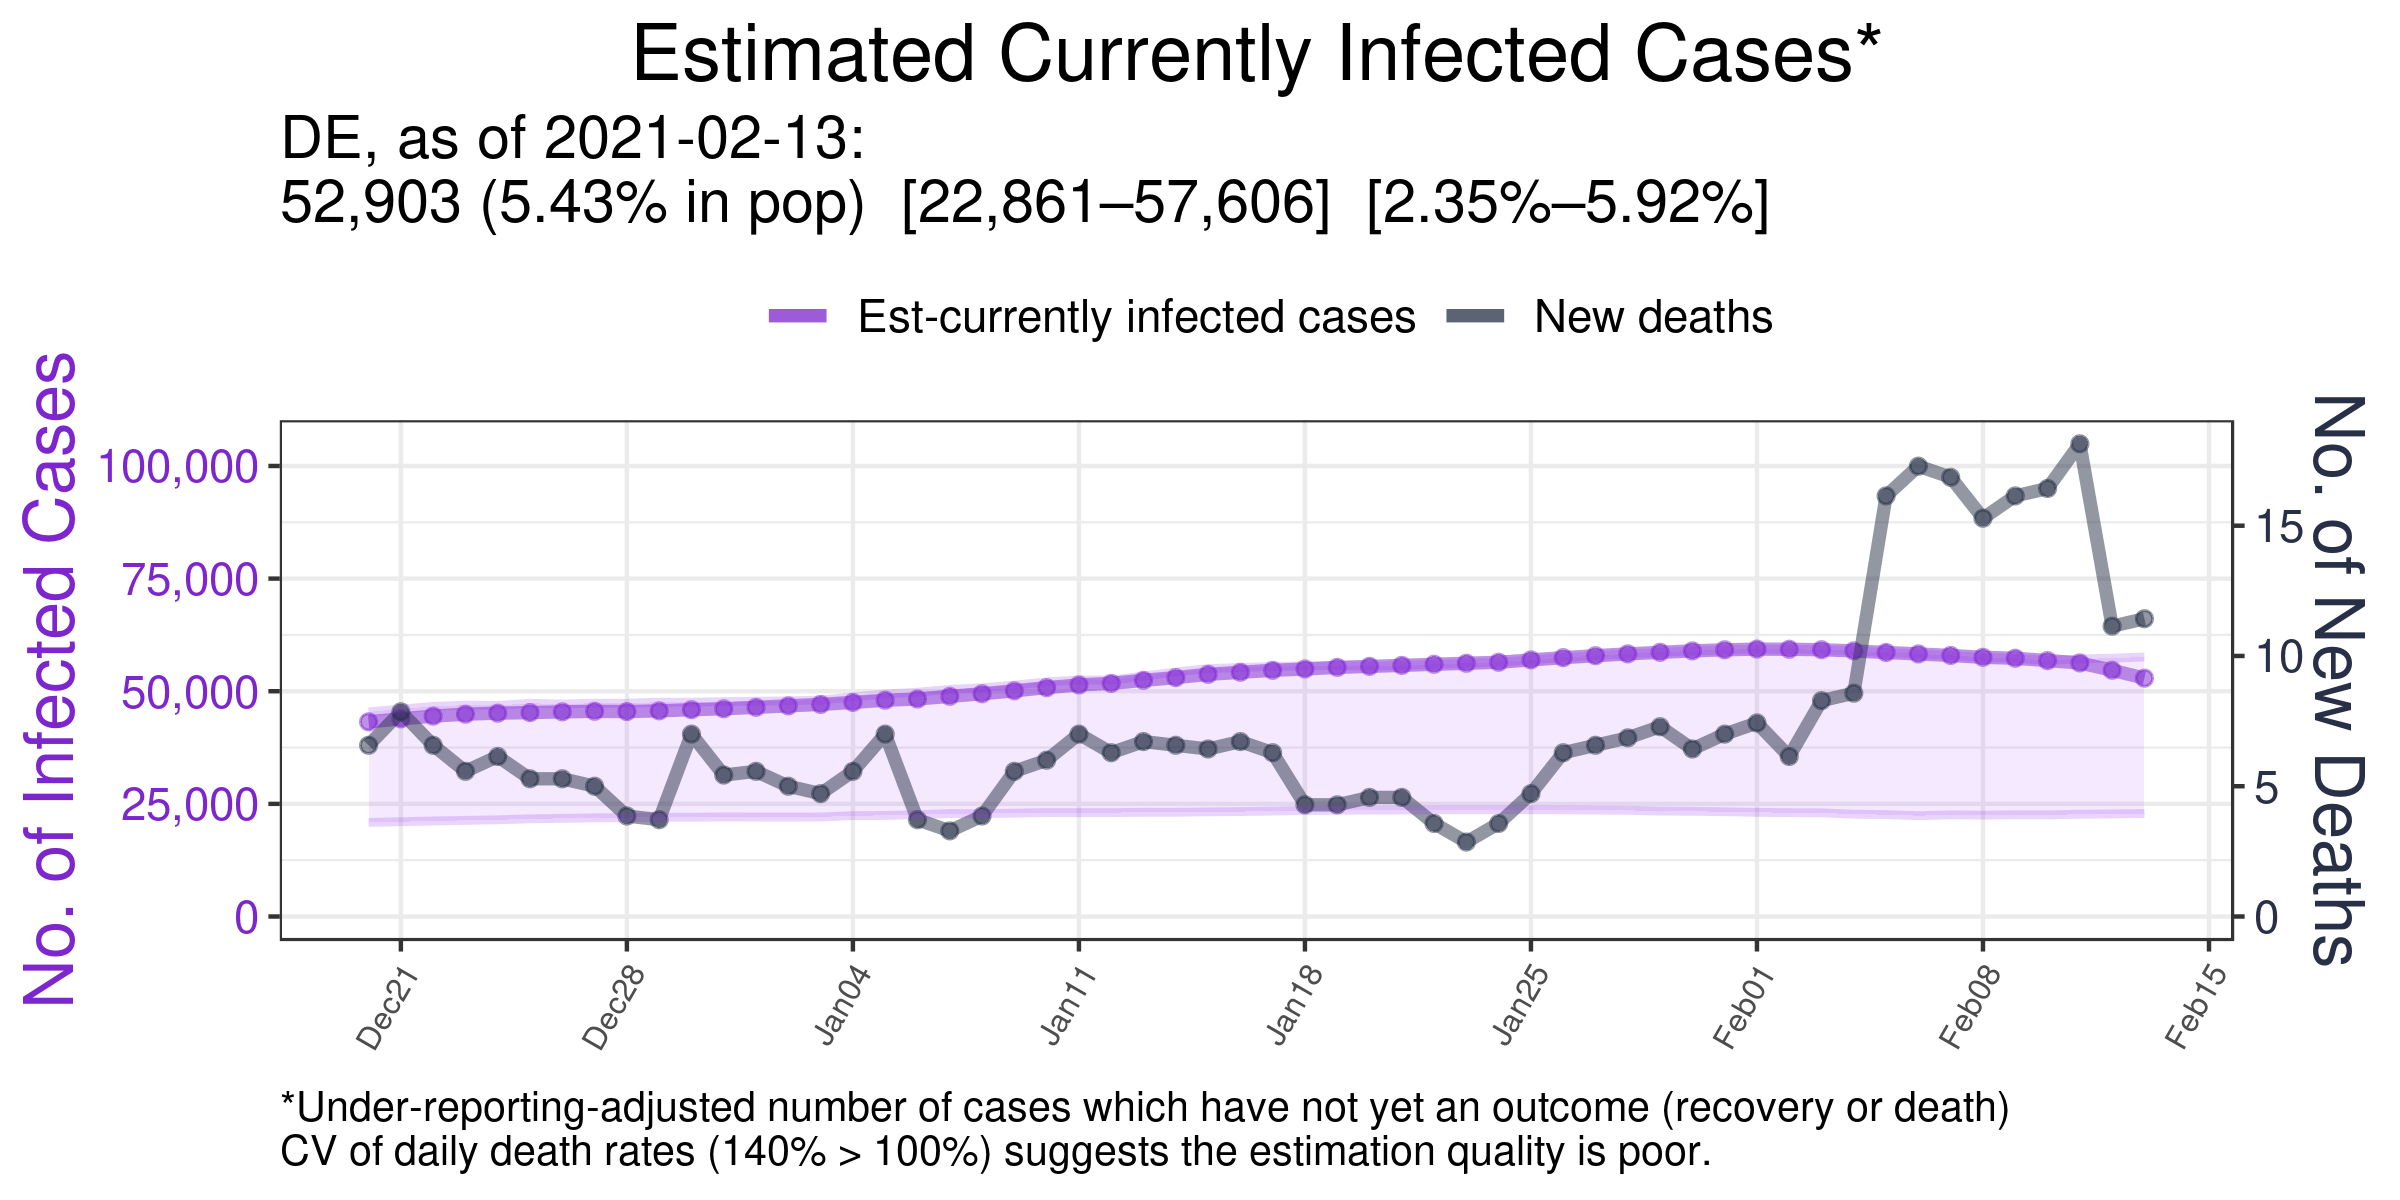 Estimated Currently Infected Cases*
DE, as of 2021-02-13:
52,903 (5.43% in pop)  [22,861–57,606]  [2.35%–5.92%]
Est-currently infected cases
New deaths
No. of Infected Cases
100,000
75,000
50,000
25,000
0
No. of New Deaths
15
10
5
0
Dec21
Dec28
Jan04
Jan11
Jan18
Jan25
Feb01
Feb08
Feb15
*Under-reporting-adjusted number of cases which have not yet an outcome (recovery or death)
CV of daily death rates (140% > 100%) suggests the estimation quality is poor.